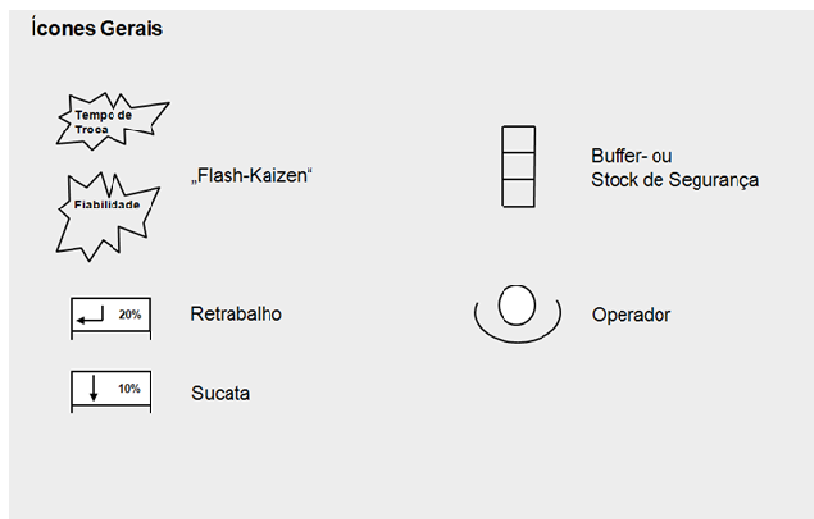 Ícones Gerais
Tempo de
Troca
„Flash-Kaizen“
Fiabilidade
Buffer- ou
Stock de Segurança
20%
Retrabalho
Operador
10%
Sucata